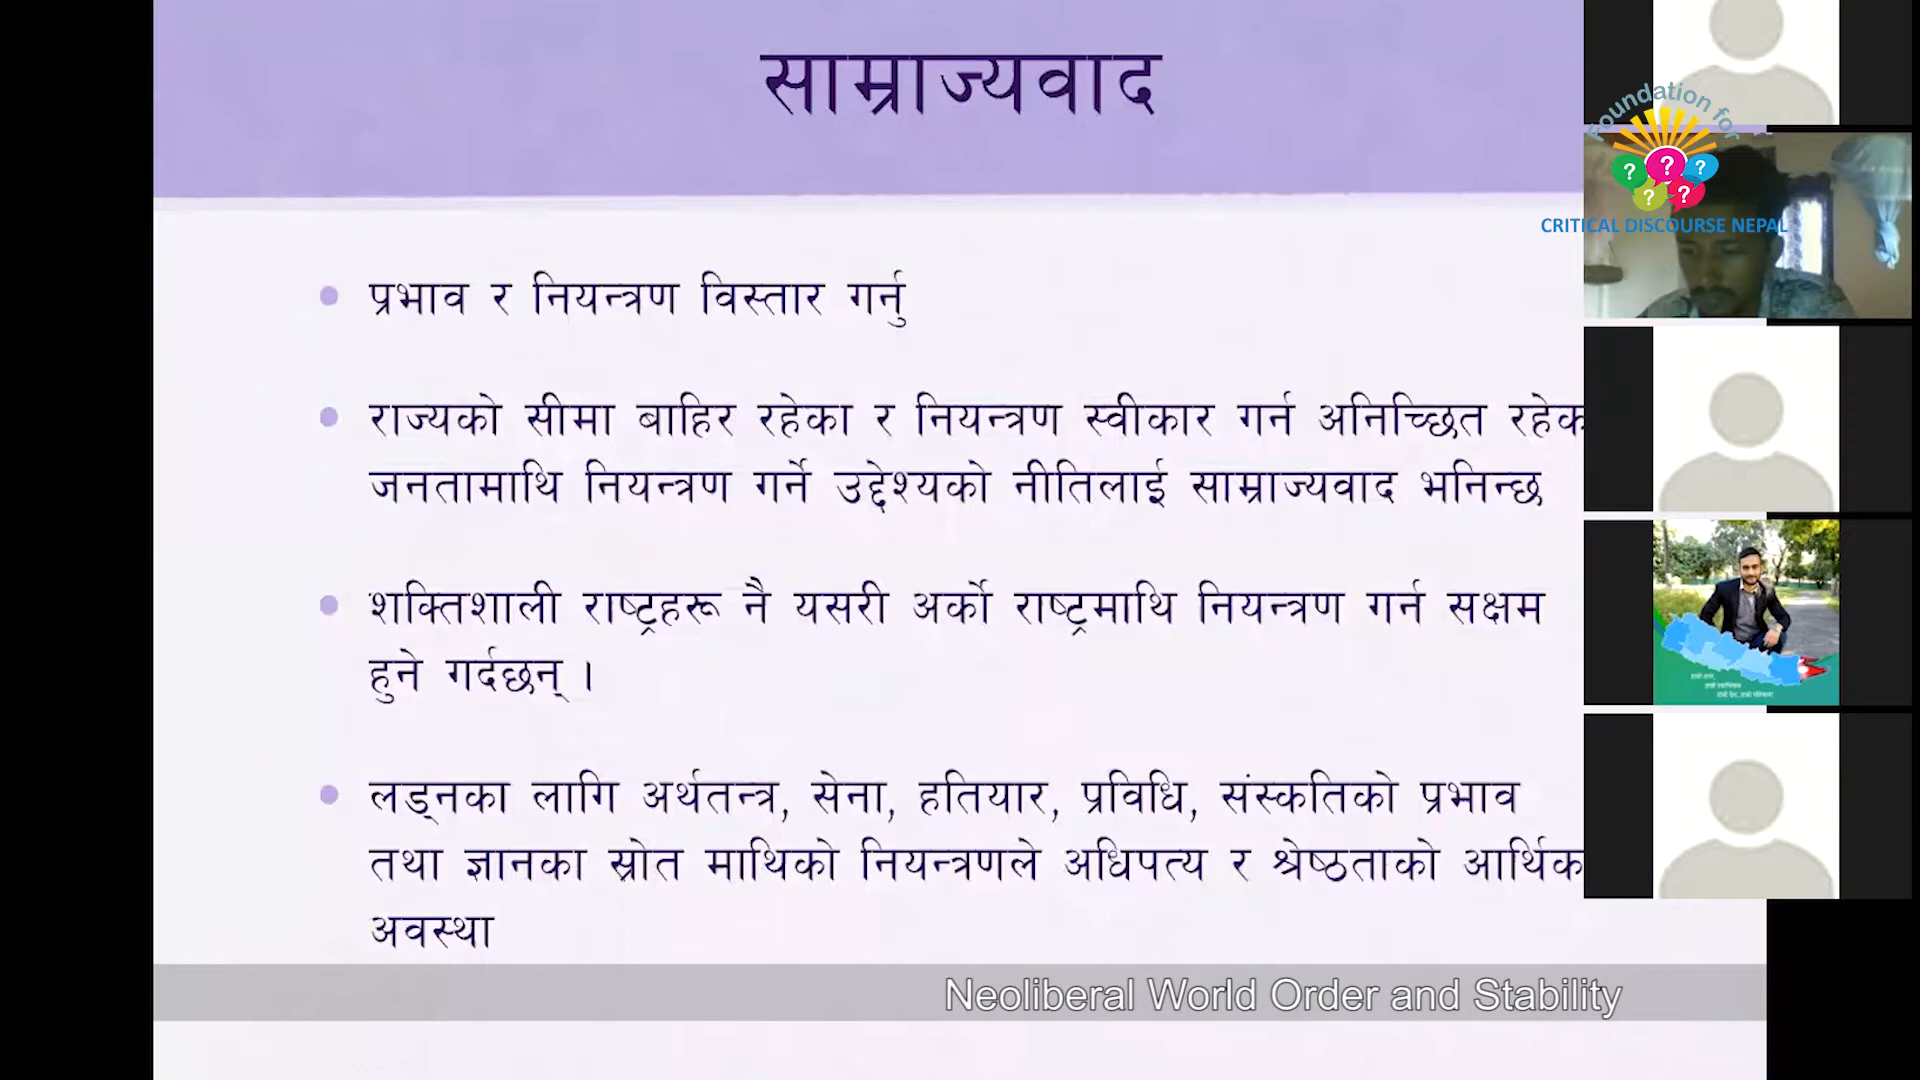 साम्राज्यवाद
प्रभाव र नियन्त्रण विस्तार गर्नु
राज्यको सीमा बाहिर रहेका र नियन्त्रण स्वीकार गर्न अनिच्छित
जनतामाथि नियन्त्रण गर्ने उद्देश्यको नीतिलाई साम्राज्यवाद भनिन्छ
शक्तिशाली राष्ट्रहरू नै यसरी अर्को राष्ट्रमाथि नियन्त्रण गर्न सक्षम
हुने गर्दछन् ।
लड्नका लागि अर्थतन्त्र, सेना, हतियार, प्रविधि, संस्कतिको प्रभाव
तथा ज्ञानका स्रोत माथिको नियन्त्रणले अधिपत्य र श्रेष्ठताको आर्थिक
अवस्था
Neoliberal World Order and Stability
Foundation for
? ? ?
? ?
CRITICAL DISCOURSE NEPAL